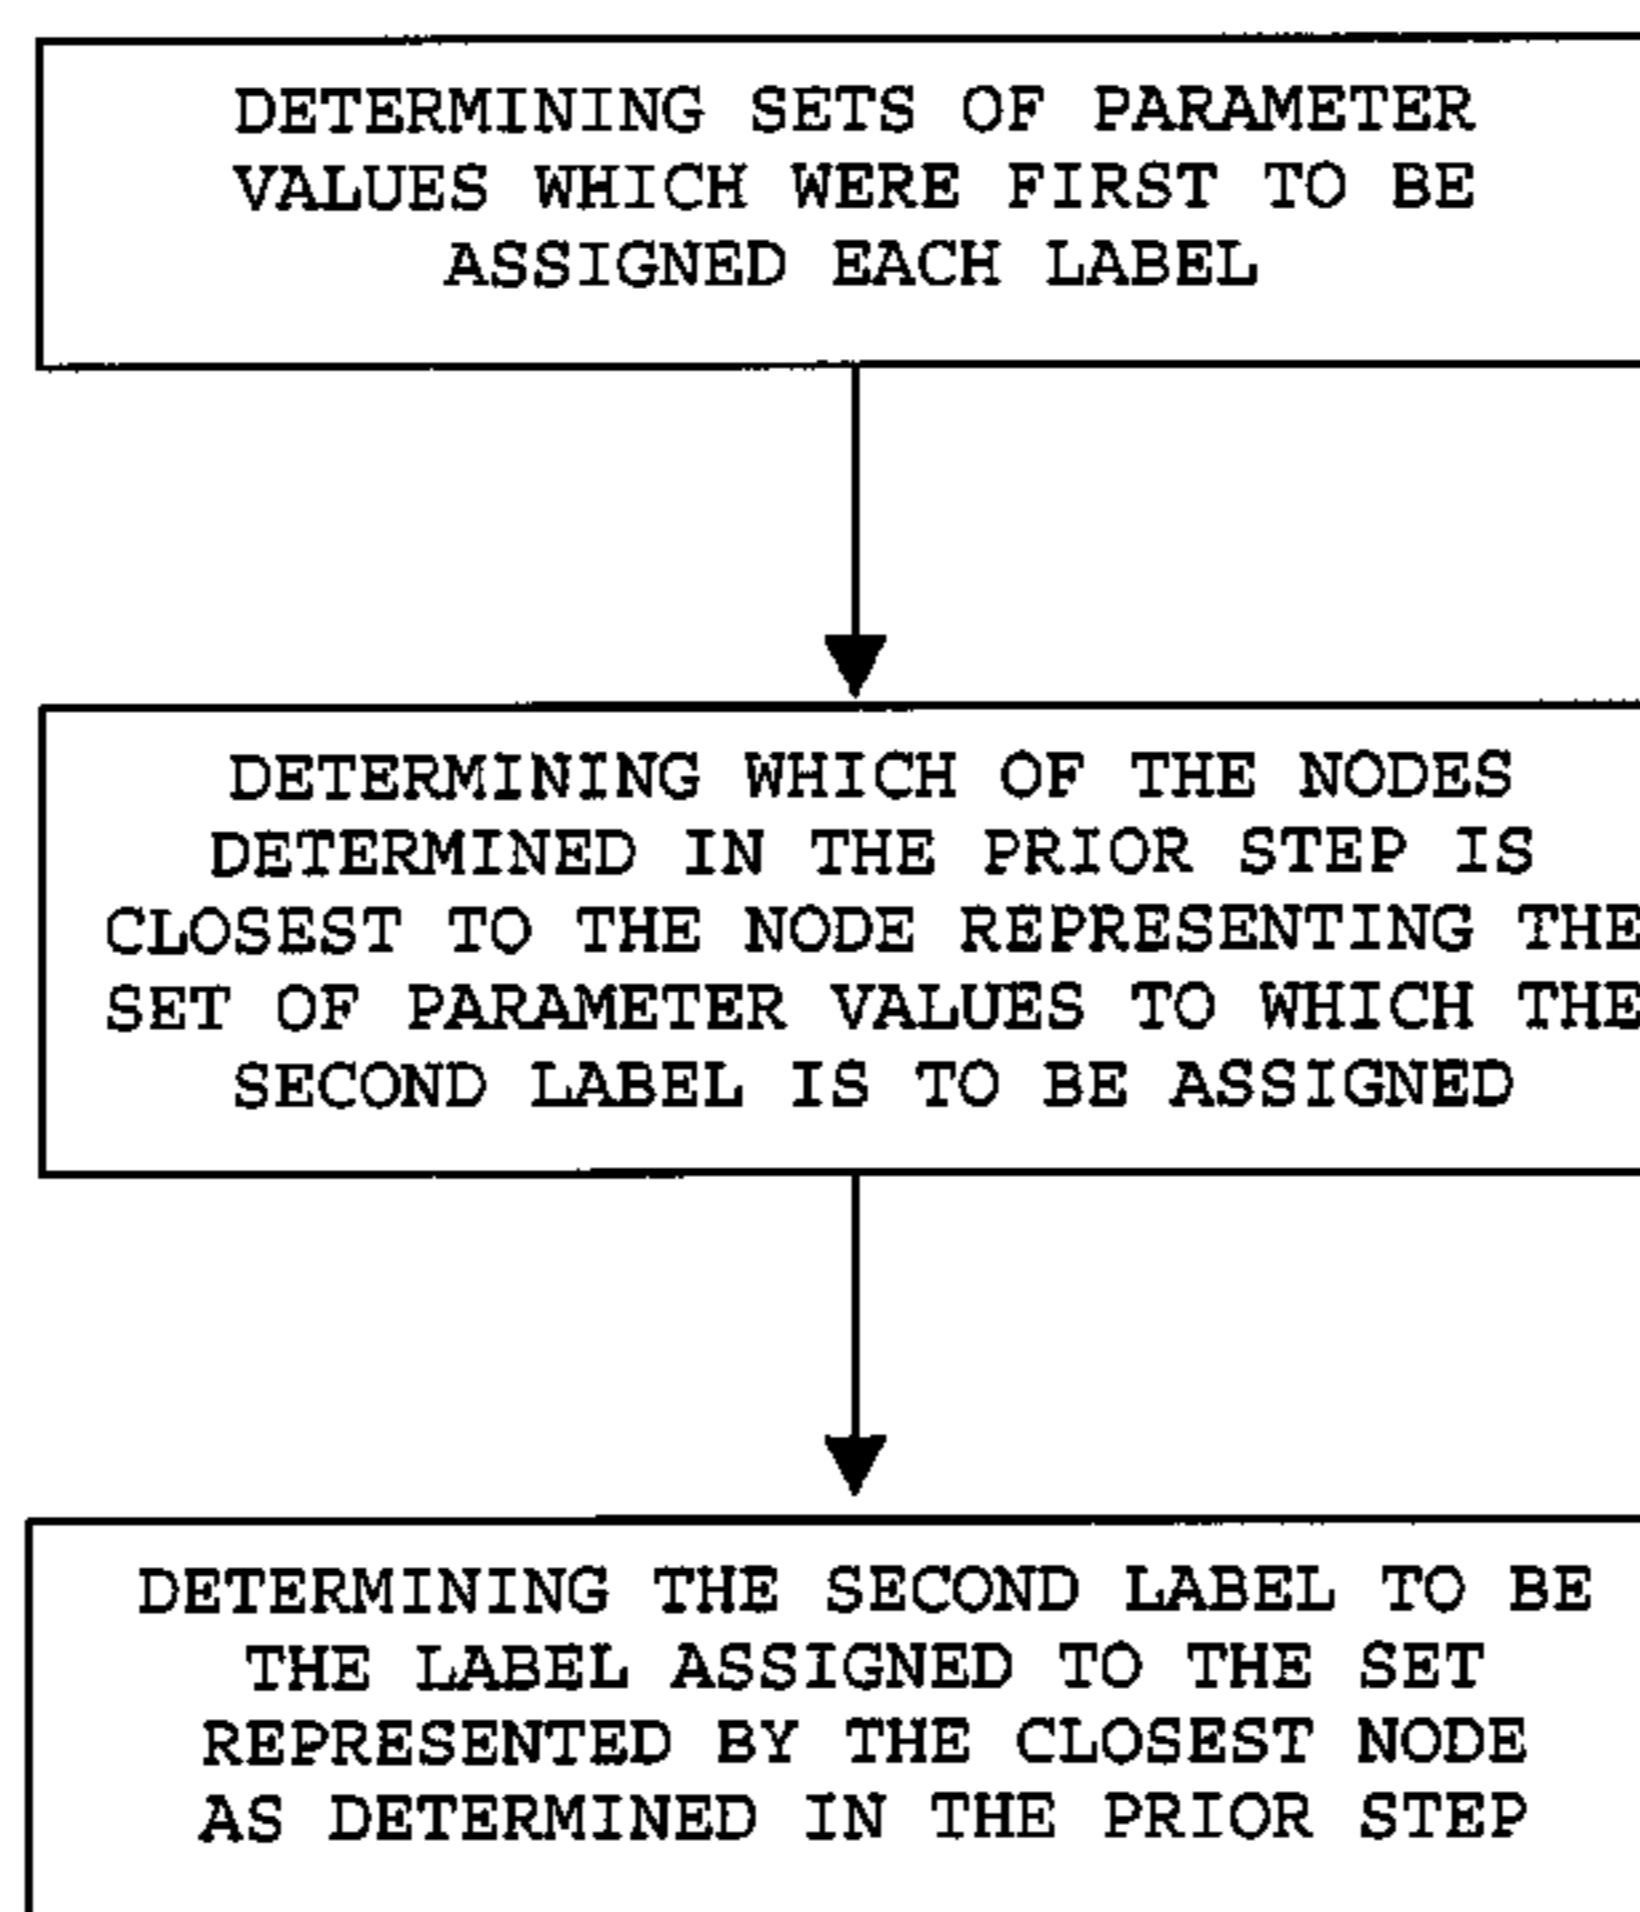 DETERMINING SETS OF PARAMETER
VALUES WHICH WERE FIRST TO BE
ASSIGNED EACH LABEL
DETERMINING WHICH OF THE NODES
DETERMINED IN THE PRIOR STEP IS
CLOSEST TO THE NODE REPRESENTING THE
SET OF PARAMETER VALUES TO WHICH THE
SECOND LABEL IS TO BE ASSIGNED
DETERMINING THE SECOND LABEL TO BE
THE LABEL ASSIGNED TO THE SET
REPRESENTED BY THE CLOSEST NODE
AS DETERMINED IN THE PRIOR STEP